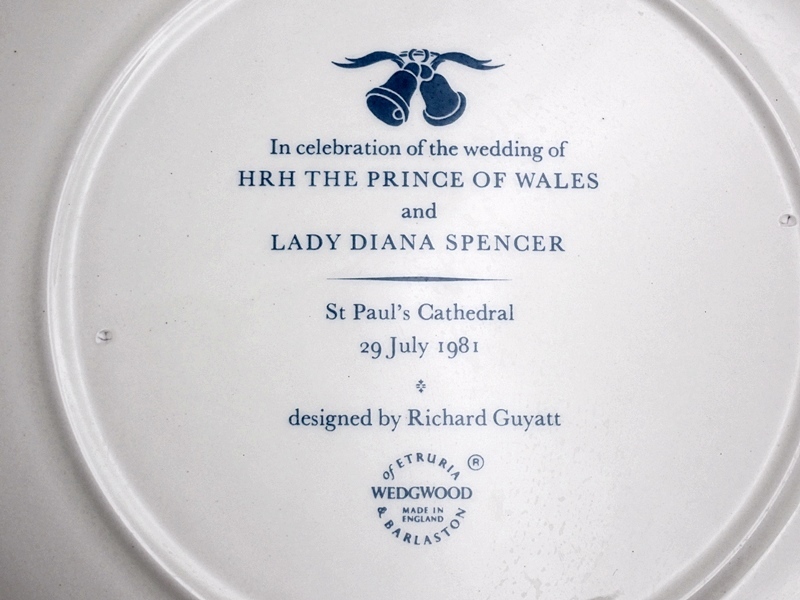 In celebration of the wedding of
HRH THE PRINCE OF WALES
and
LADY DIANA SPENCER
St Paul's Cathedral
29 July 1981
designed by Richard Guyatt
of ETRURIA ®
WEDGWOOD
MADE IN
ENGLAND
& BARLASTON